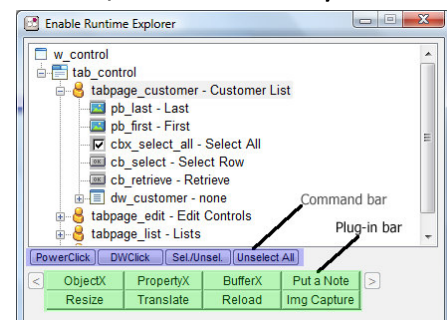 Enable Runtime Explorer
w_control
tab_control
tabpage_customer - Customer List
pb_last - Last
pb_first - First
cbx_select_all - Select All
cb_select - Select Row
cb_retrieve - Retrieve
dw_customer - none
Command bar
tabpage_edit - Edit Controls
Plug-in bar
tabpage_list - Lists
PowerClick DWClick Sel./Unsel. Unselect All
< ObjectX PropertyX BufferX Put a Note >
Resize Translate Reload Img Capture